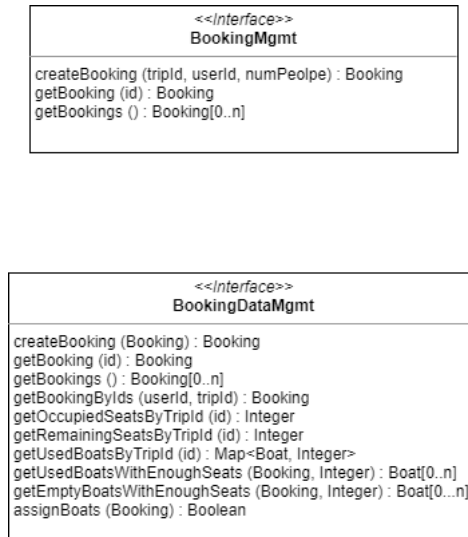 <<Interface>>
BookingMgmt
createBooking (tripId, userId, numPeolpe) : Booking
getBooking (id) : Booking
getBookings () : Booking[0..n]
<<Interface>>
BookingDataMgmt
createBooking (Booking) : Booking
getBooking (id) : Booking
getBookings () : Booking[0..n]
getBookingByIds (userId, tripId) : Booking
getOccupiedSeatsByTripId (id) : Integer
getRemainingSeatsByTripId (id) : Integer
getUsedBoatsByTripId (id) : Map<Boat, Integer>
getUsedBoatsWithEnoughSeats (Booking, Integer) : Boat[0..n]
getEmptyBoatsWithEnoughSeats (Booking, Integer) : Boat[0...n]
assignBoats (Booking) : Boolean